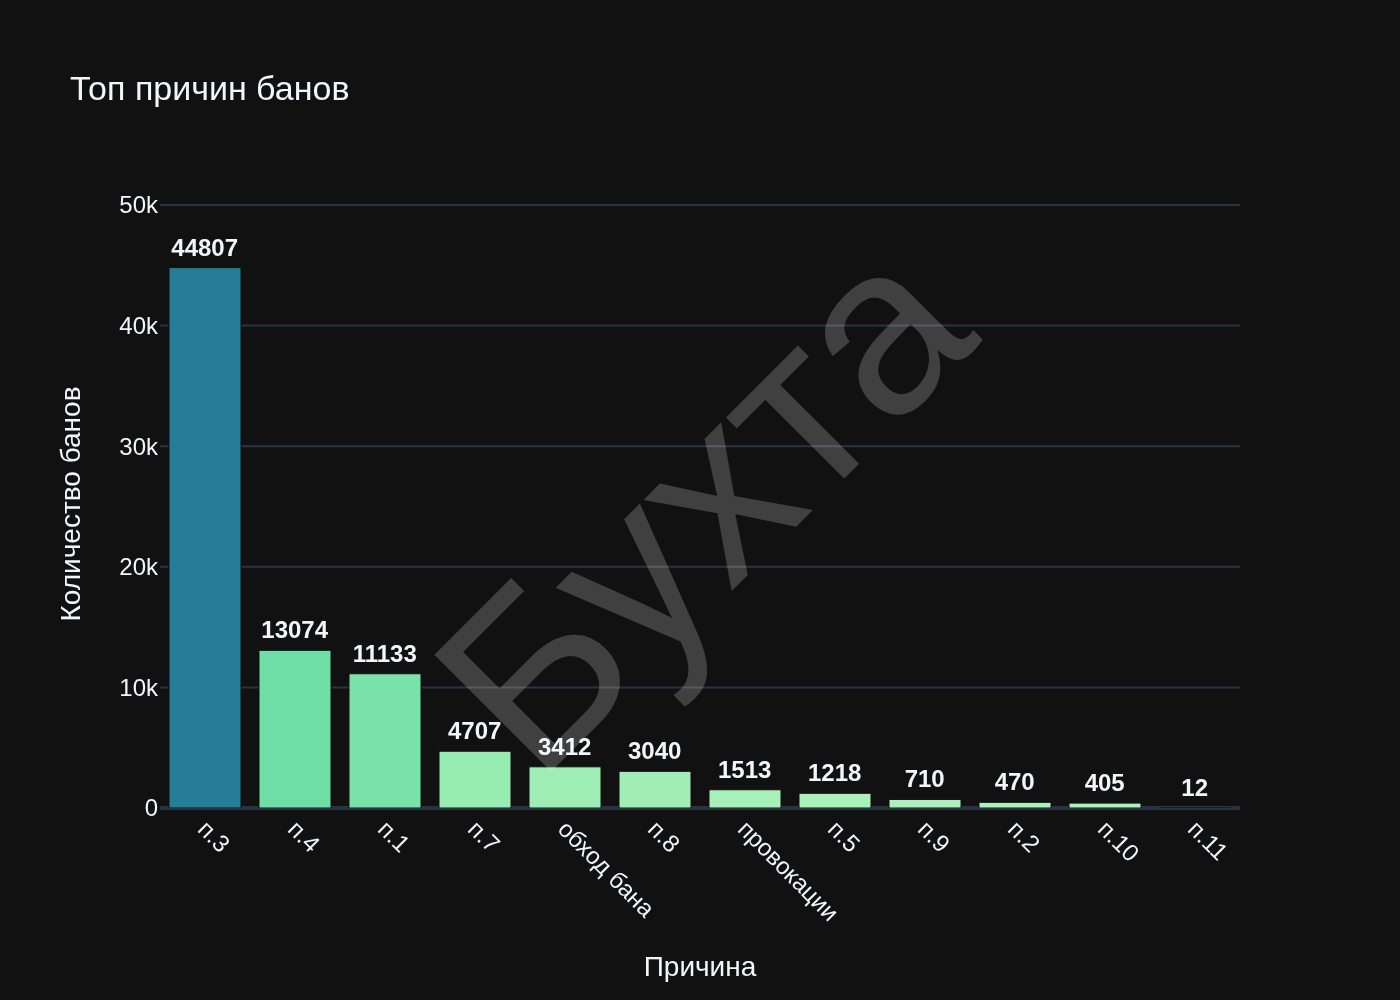 Топ причин банов
50k
40k
30k
20k
10k
0
Количество банов
44807
13074
11133
4707
3412
3040
1513
1218
710
470
405
12
п.3
п.4
п.1
п.7
обход бана
п.8
провокации
п.5
п.9
п.2
п.10
п.11
Причина
Бухта